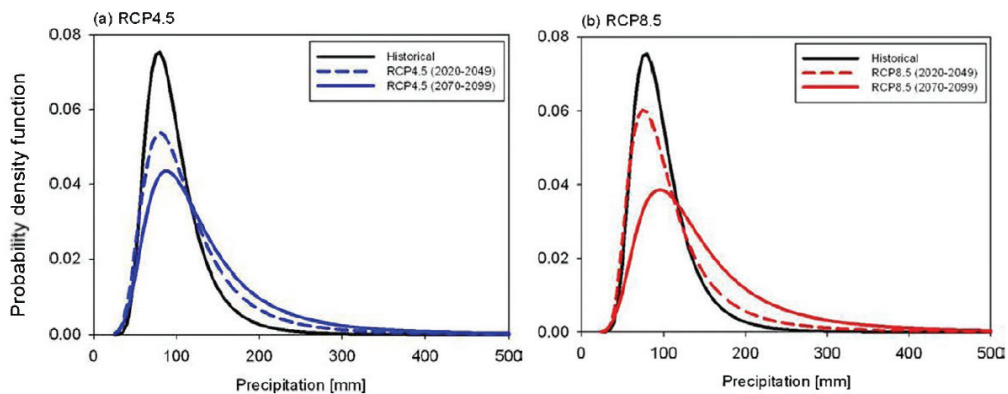 (a) RCP4.5
0.08
0.06
0.04
0.02
0.00
Probability density function
Historical
RCP4.5 (2020-2049)
RCP4.5 (2070-2099)
0 100 200 300 400 500
Precipitation [mm]
(b) RCP8.5
0.08
0.06
0.04
0.02
0.00
Historical
RCP8.5 (2020-2049)
RCP8.5 (2070-2099)
0 100 200 300 400 500
Precipitation [mm]